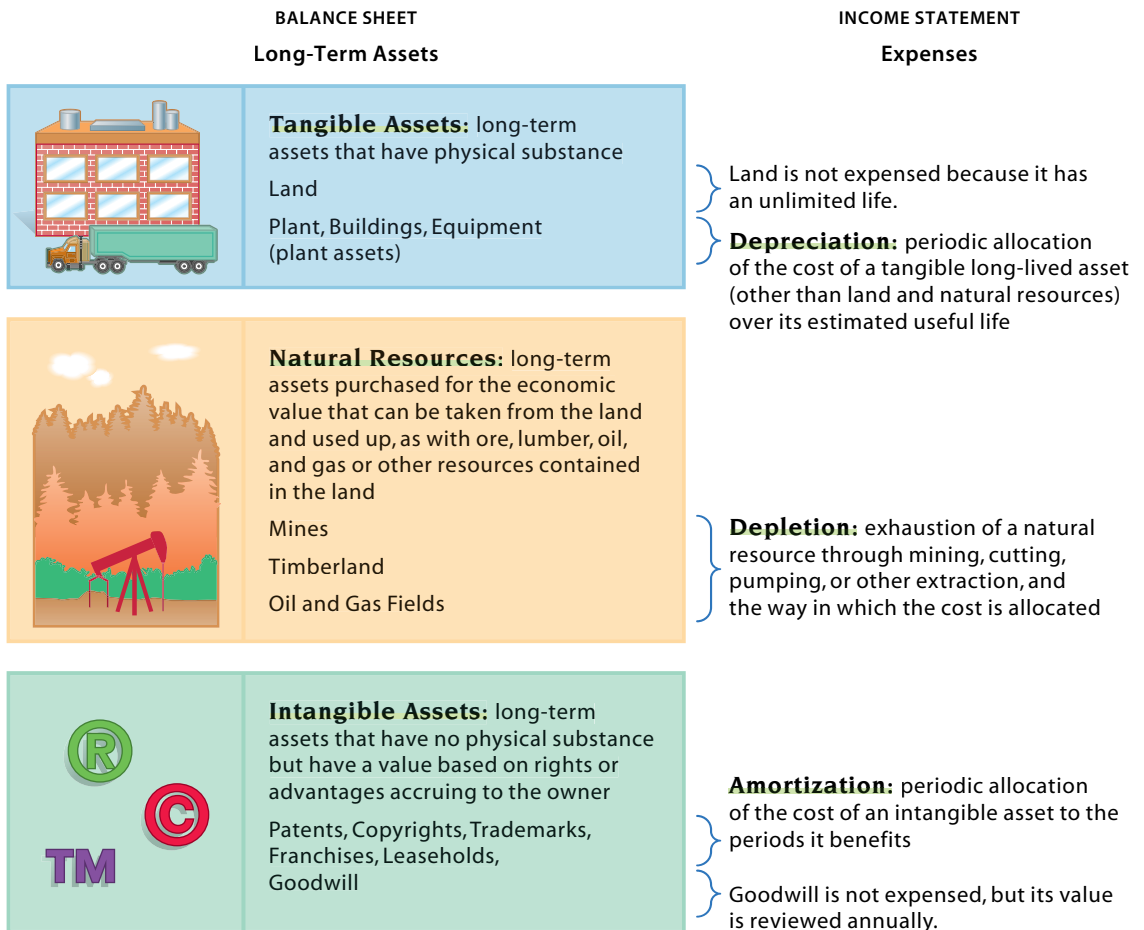 BALANCE SHEET
Long-Term Assets
INCOME STATEMENT
Expenses
Tangible Assets: long-term
assets that have physical substance
Land
Plant, Buildings, Equipment
(plant assets)
Land is not expensed because it has
an unlimited life.
Depreciation: periodic allocation
of the cost of a tangible long-lived asset
(other than land and natural resources)
over its estimated useful life
Natural Resources: long-term
assets purchased for the economic
value that can be taken from the land
and used up, as with ore, lumber, oil,
and gas or other resources contained
in the land
Mines
Timberland
Oil and Gas Fields
Depletion: exhaustion of a natural
resource through mining, cutting,
pumping, or other extraction, and
the way in which the cost is allocated
®
©
TM
Intangible Assets: long-term
assets that have no physical substance
but have a value based on rights or
advantages accruing to the owner
Patents, Copyrights, Trademarks,
Franchises, Leaseholds,
Goodwill
Amortization: periodic allocation
of the cost of an intangible asset to the
periods it benefits
Goodwill is not expensed, but its value
is reviewed annually.